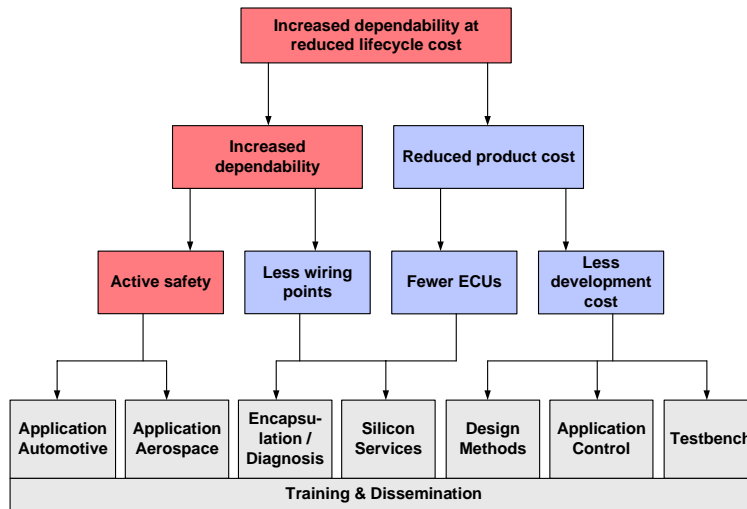 Increased dependability at
reduced lifecycle cost
Increased
dependability
Reduced product cost
Active safety
Less wiring
points
Fewer ECUs
Less
development
cost
Application
Automotive
Application
Aerospace
Encapsu-
lation /
Diagnosis
Silicon
Services
Design
Methods
Application
Control
Testbench
Training & Dissemination